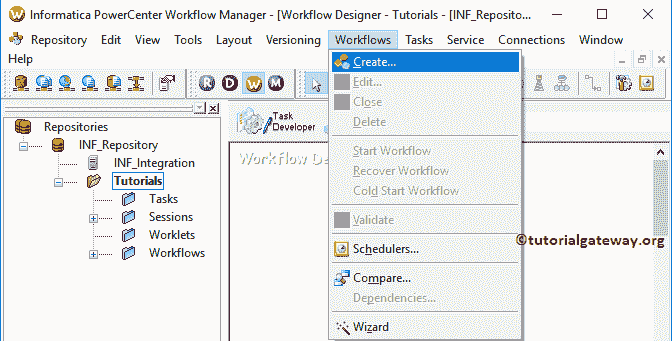 Informatica PowerCenter Workflow Manager - [Workflow Designer - Tutorials - [INF_Reposito...
Repository Edit View Tools Layout Versioning Workflows Tasks Service Connections Window
Help
R D W M
Create...
Edit...
Close
Delete
Start Workflow
Recover Workflow
Cold Start Workflow
Validate
Schedulers...
Compare...
Dependencies...
Wizard
Task
Developer
Workflow De
Repositories
INF_Repository
INF_Integration
Tutorials
Tasks
Sessions
Worklets
Workflows
©tutorialgateway.org